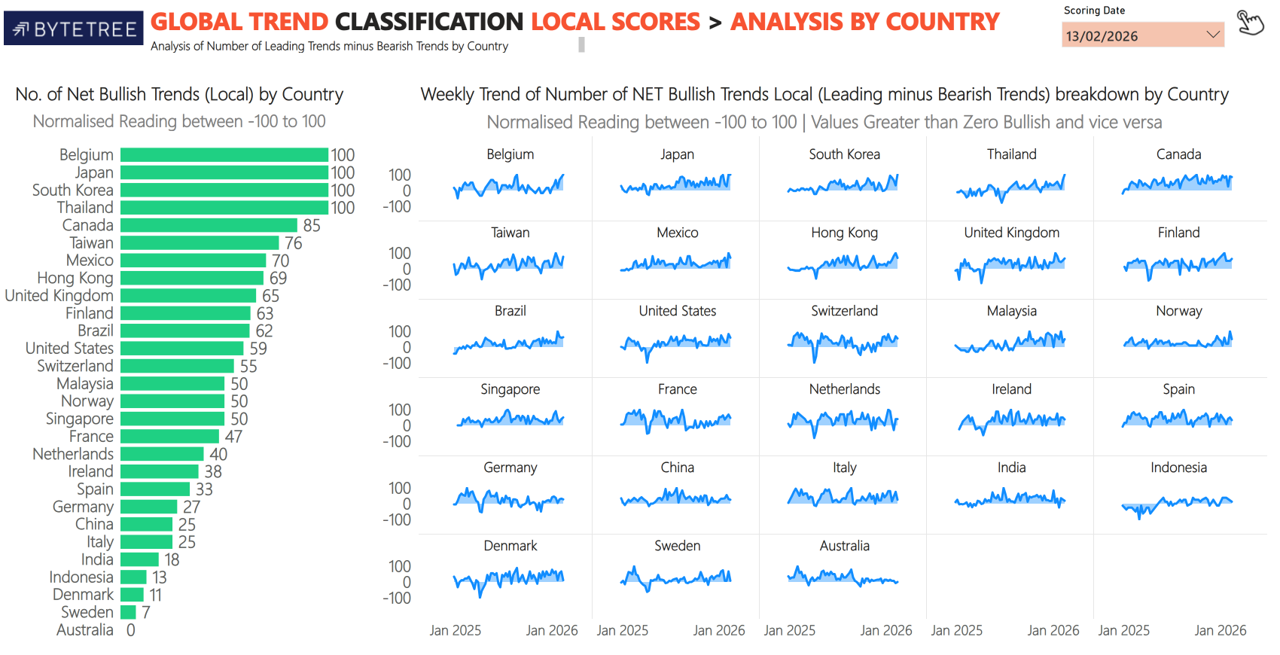 BYTETREE
GLOBAL TREND CLASSIFICATION LOCAL SCORES > ANALYSIS BY COUNTRY
Analysis of Number of Leading Trends minus Bearish Trends by Country
Scoring Date
13/02/2026
No. of Net Bullish Trends (Local) by Country
Normalised Reading between -100 to 100
Belgium 100
Japan 100
South Korea 100
Thailand 100
Canada 85
Taiwan 76
Mexico 70
Hong Kong 69
United Kingdom 65
Finland 63
Brazil 62
United States 59
Switzerland 55
Malaysia 50
Norway 50
Singapore 50
France 47
Netherlands 40
Ireland 38
Spain 33
Germany 27
China 25
Italy 25
India 18
Indonesia 13
Denmark 11
Sweden 7
Australia 0
Weekly Trend of Number of NET Bullish Trends Local (Leading minus Bearish Trends) breakdown by Country
Normalised Reading between -100 to 100 | Values Greater than Zero Bullish and vice versa
Belgium Japan South Korea Thailand Canada
100
0
-100
Taiwan Mexico Hong Kong United Kingdom Finland
100
0
-100
Brazil United States Switzerland Malaysia Norway
100
0
-100
Singapore France Netherlands Ireland Spain
100
0
-100
Germany China Italy India Indonesia
100
0
-100
Denmark Sweden Australia
100
0
-100
Jan 2025 Jan 2026 Jan 2025 Jan 2026 Jan 2025 Jan 2026 Jan 2025 Jan 2026 Jan 2025 Jan 2026